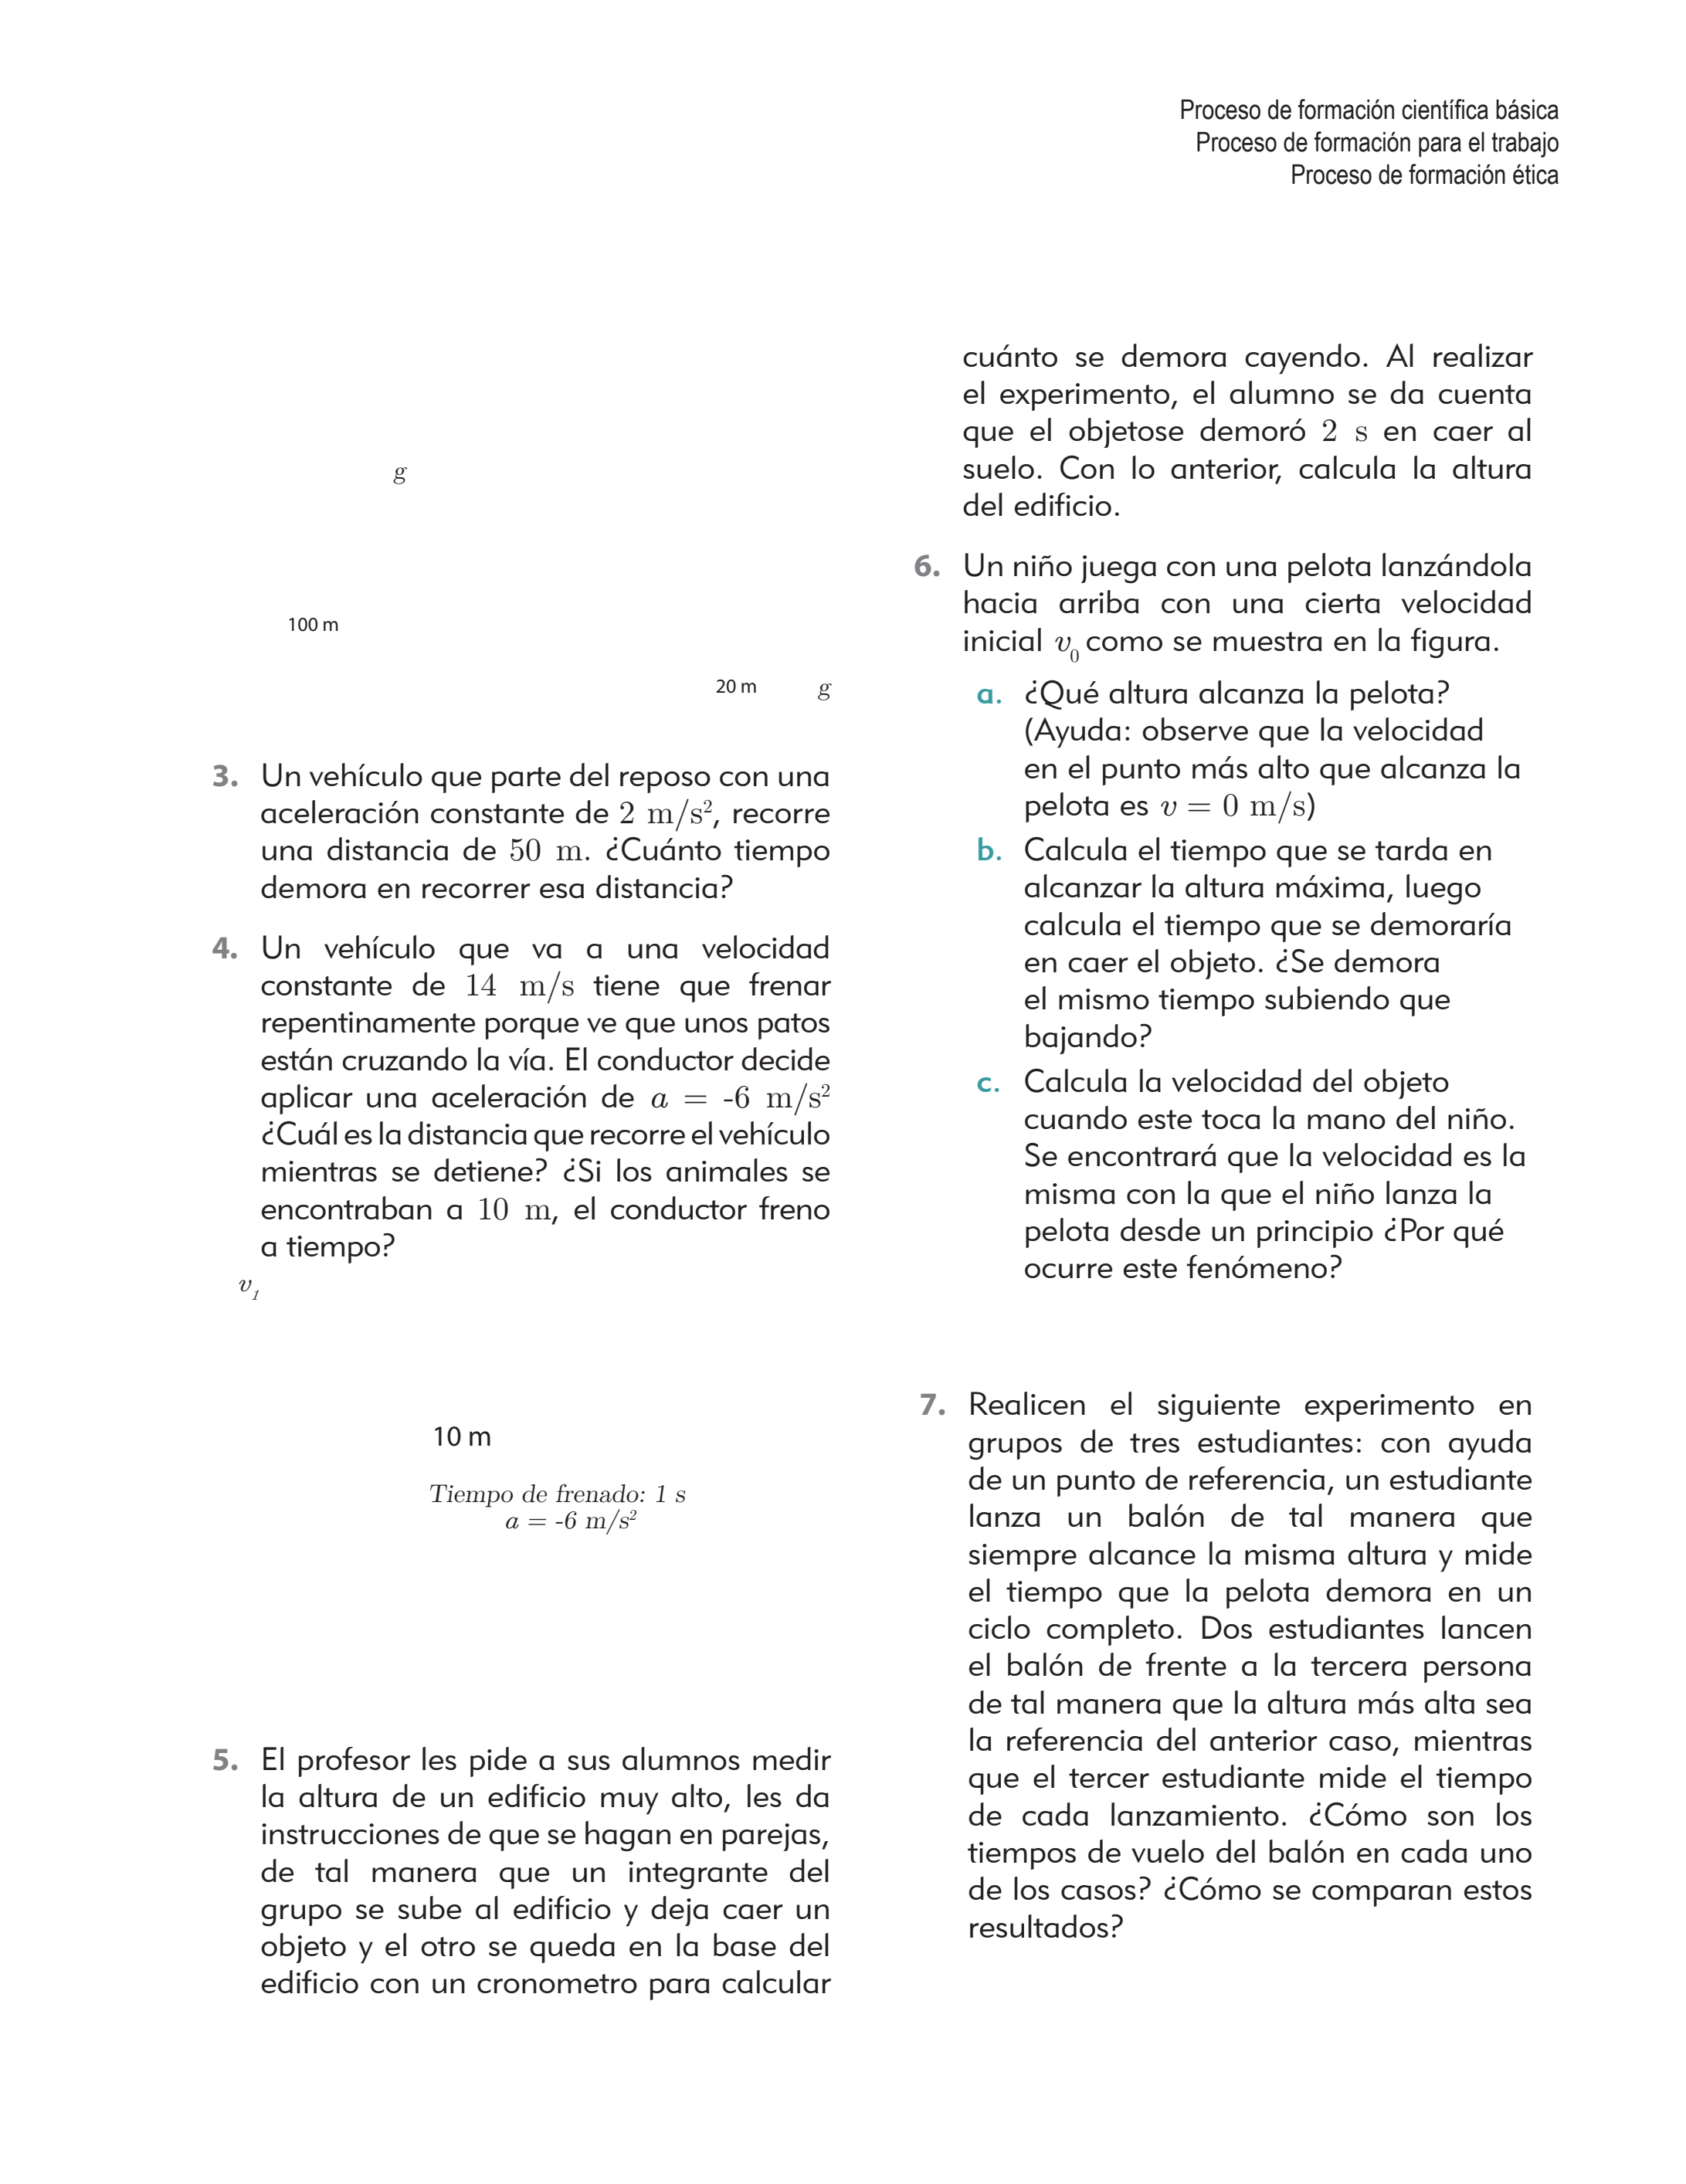 Proceso de formación científica básica
Proceso de formación para el trabajo
Proceso de formación ética
g
100 m
20 m
g
3. Un vehículo que parte del reposo con una
aceleración constante de 2 m/s², recorre
una distancia de 50 m. ¿Cuánto tiempo
demora en recorrer esa distancia?
4. Un vehículo que va a una velocidad
constante de 14 m/s tiene que frenar
repentinamente porque ve que unos patos
están cruzando la vía. El conductor decide
aplicar una aceleración de a = -6 m/s²
¿Cuál es la distancia que recorre el vehículo
mientras se detiene? ¿Si los animales se
encontraban a 10 m, el conductor freno
a tiempo?
v₁
10 m
Tiempo de frenado: 1 s
a = -6 m/s²
5. El profesor les pide a sus alumnos medir
la altura de un edificio muy alto, les da
instrucciones de que se hagan en parejas,
de tal manera que un integrante del
grupo se sube al edificio y deja caer un
objeto y el otro se queda en la base del
edificio con un cronometro para calcular
cuánto se demora cayendo. Al realizar
el experimento, el alumno se da cuenta
que el objetose demoró 2 s en caer al
suelo. Con lo anterior, calcula la altura
del edificio.
6. Un niño juega con una pelota lanzándola
hacia arriba con una cierta velocidad
inicial v₀ como se muestra en la figura.
a. ¿Qué altura alcanza la pelota?
(Ayuda: observe que la velocidad
en el punto más alto que alcanza la
pelota es v = 0 m/s)
b. Calcula el tiempo que se tarda en
alcanzar la altura máxima, luego
calcula el tiempo que se demoraría
en caer el objeto. ¿Se demora
el mismo tiempo subiendo que
bajando?
c. Calcula la velocidad del objeto
cuando este toca la mano del niño.
Se encontrará que la velocidad es la
misma con la que el niño lanza la
pelota desde un principio ¿Por qué
ocurre este fenómeno?
7. Realicen el siguiente experimento en
grupos de tres estudiantes: con ayuda
de un punto de referencia, un estudiante
lanza un balón de tal manera que
siempre alcance la misma altura y mide
el tiempo que la pelota demora en un
ciclo completo. Dos estudiantes lancen
el balón de frente a la tercera persona
de tal manera que la altura más alta sea
la referencia del anterior caso, mientras
que el tercer estudiante mide el tiempo
de cada lanzamiento. ¿Cómo son los
tiempos de vuelo del balón en cada uno
de los casos? ¿Cómo se comparan estos
resultados?